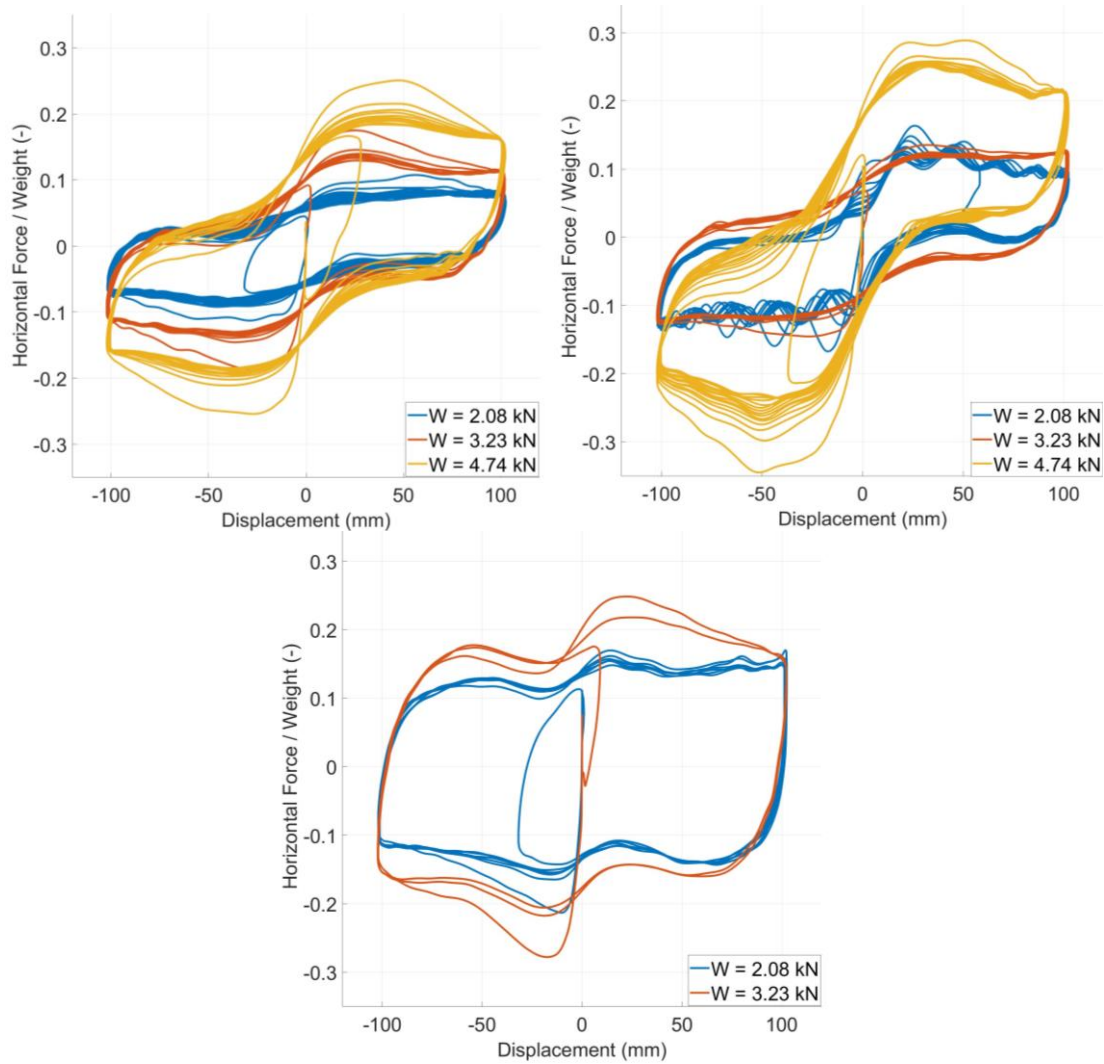 0.3
0.2
0.1
0
-0.1
-0.2
-0.3
Horizontal Force / Weight (-)
W = 2.08 kN
W = 3.23 kN
W = 4.74 kN
-100 -50 0 50 100
Displacement (mm)
0.3
0.2
0.1
0
-0.1
-0.2
-0.3
Horizontal Force / Weight (-)
W = 2.08 kN
W = 3.23 kN
W = 4.74 kN
-100 -50 0 50 100
Displacement (mm)
0.3
0.2
0.1
0
-0.1
-0.2
-0.3
Horizontal Force / Weight (-)
W = 2.08 kN
W = 3.23 kN
-100 -50 0 50 100
Displacement (mm)